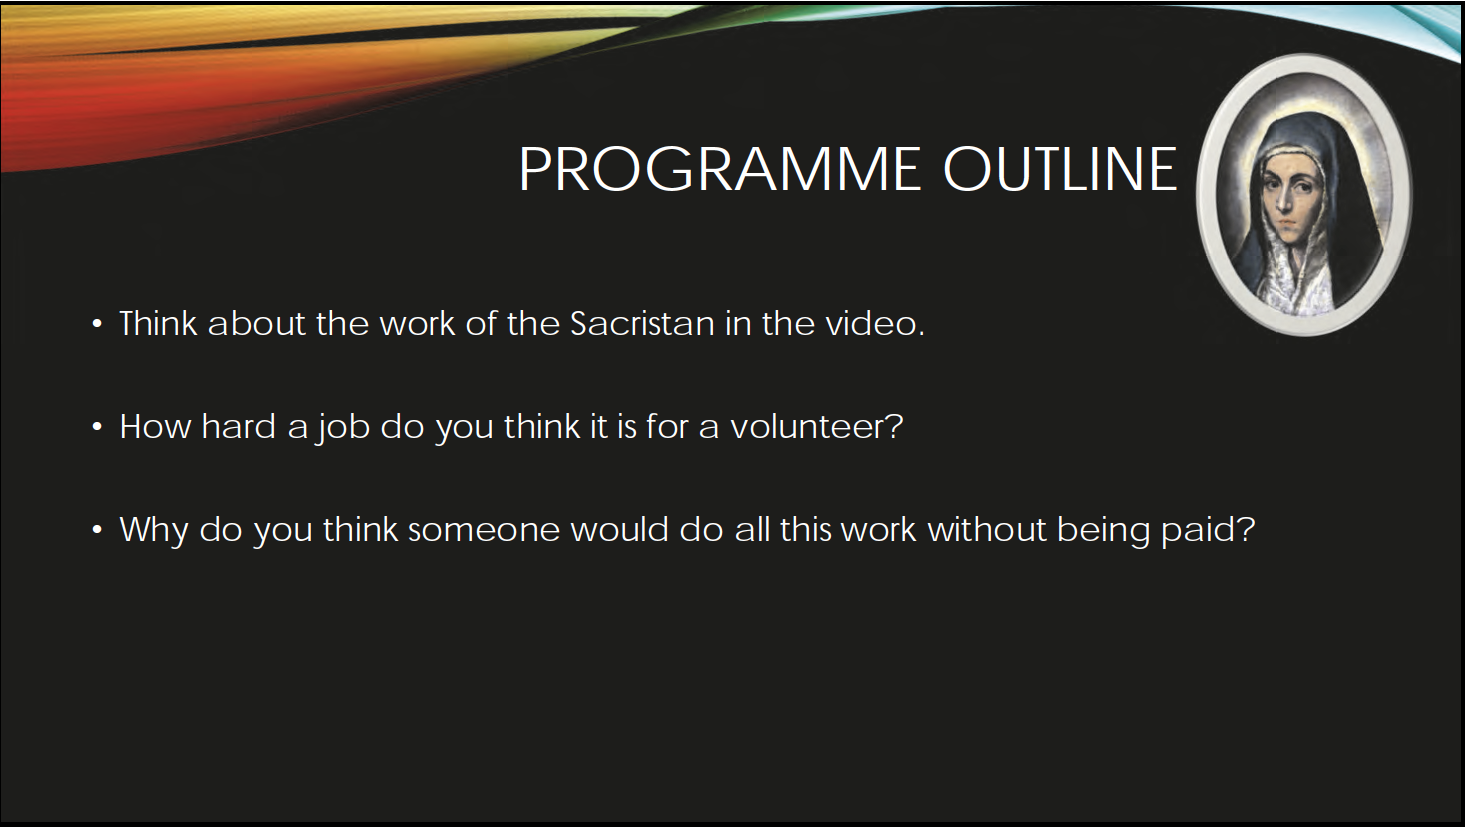 PROGRAMME OUTLINE
• Think about the work of the Sacristan in the video.
• How hard a job do you think it is for a volunteer?
• Why do you think someone would do all this work without being paid?